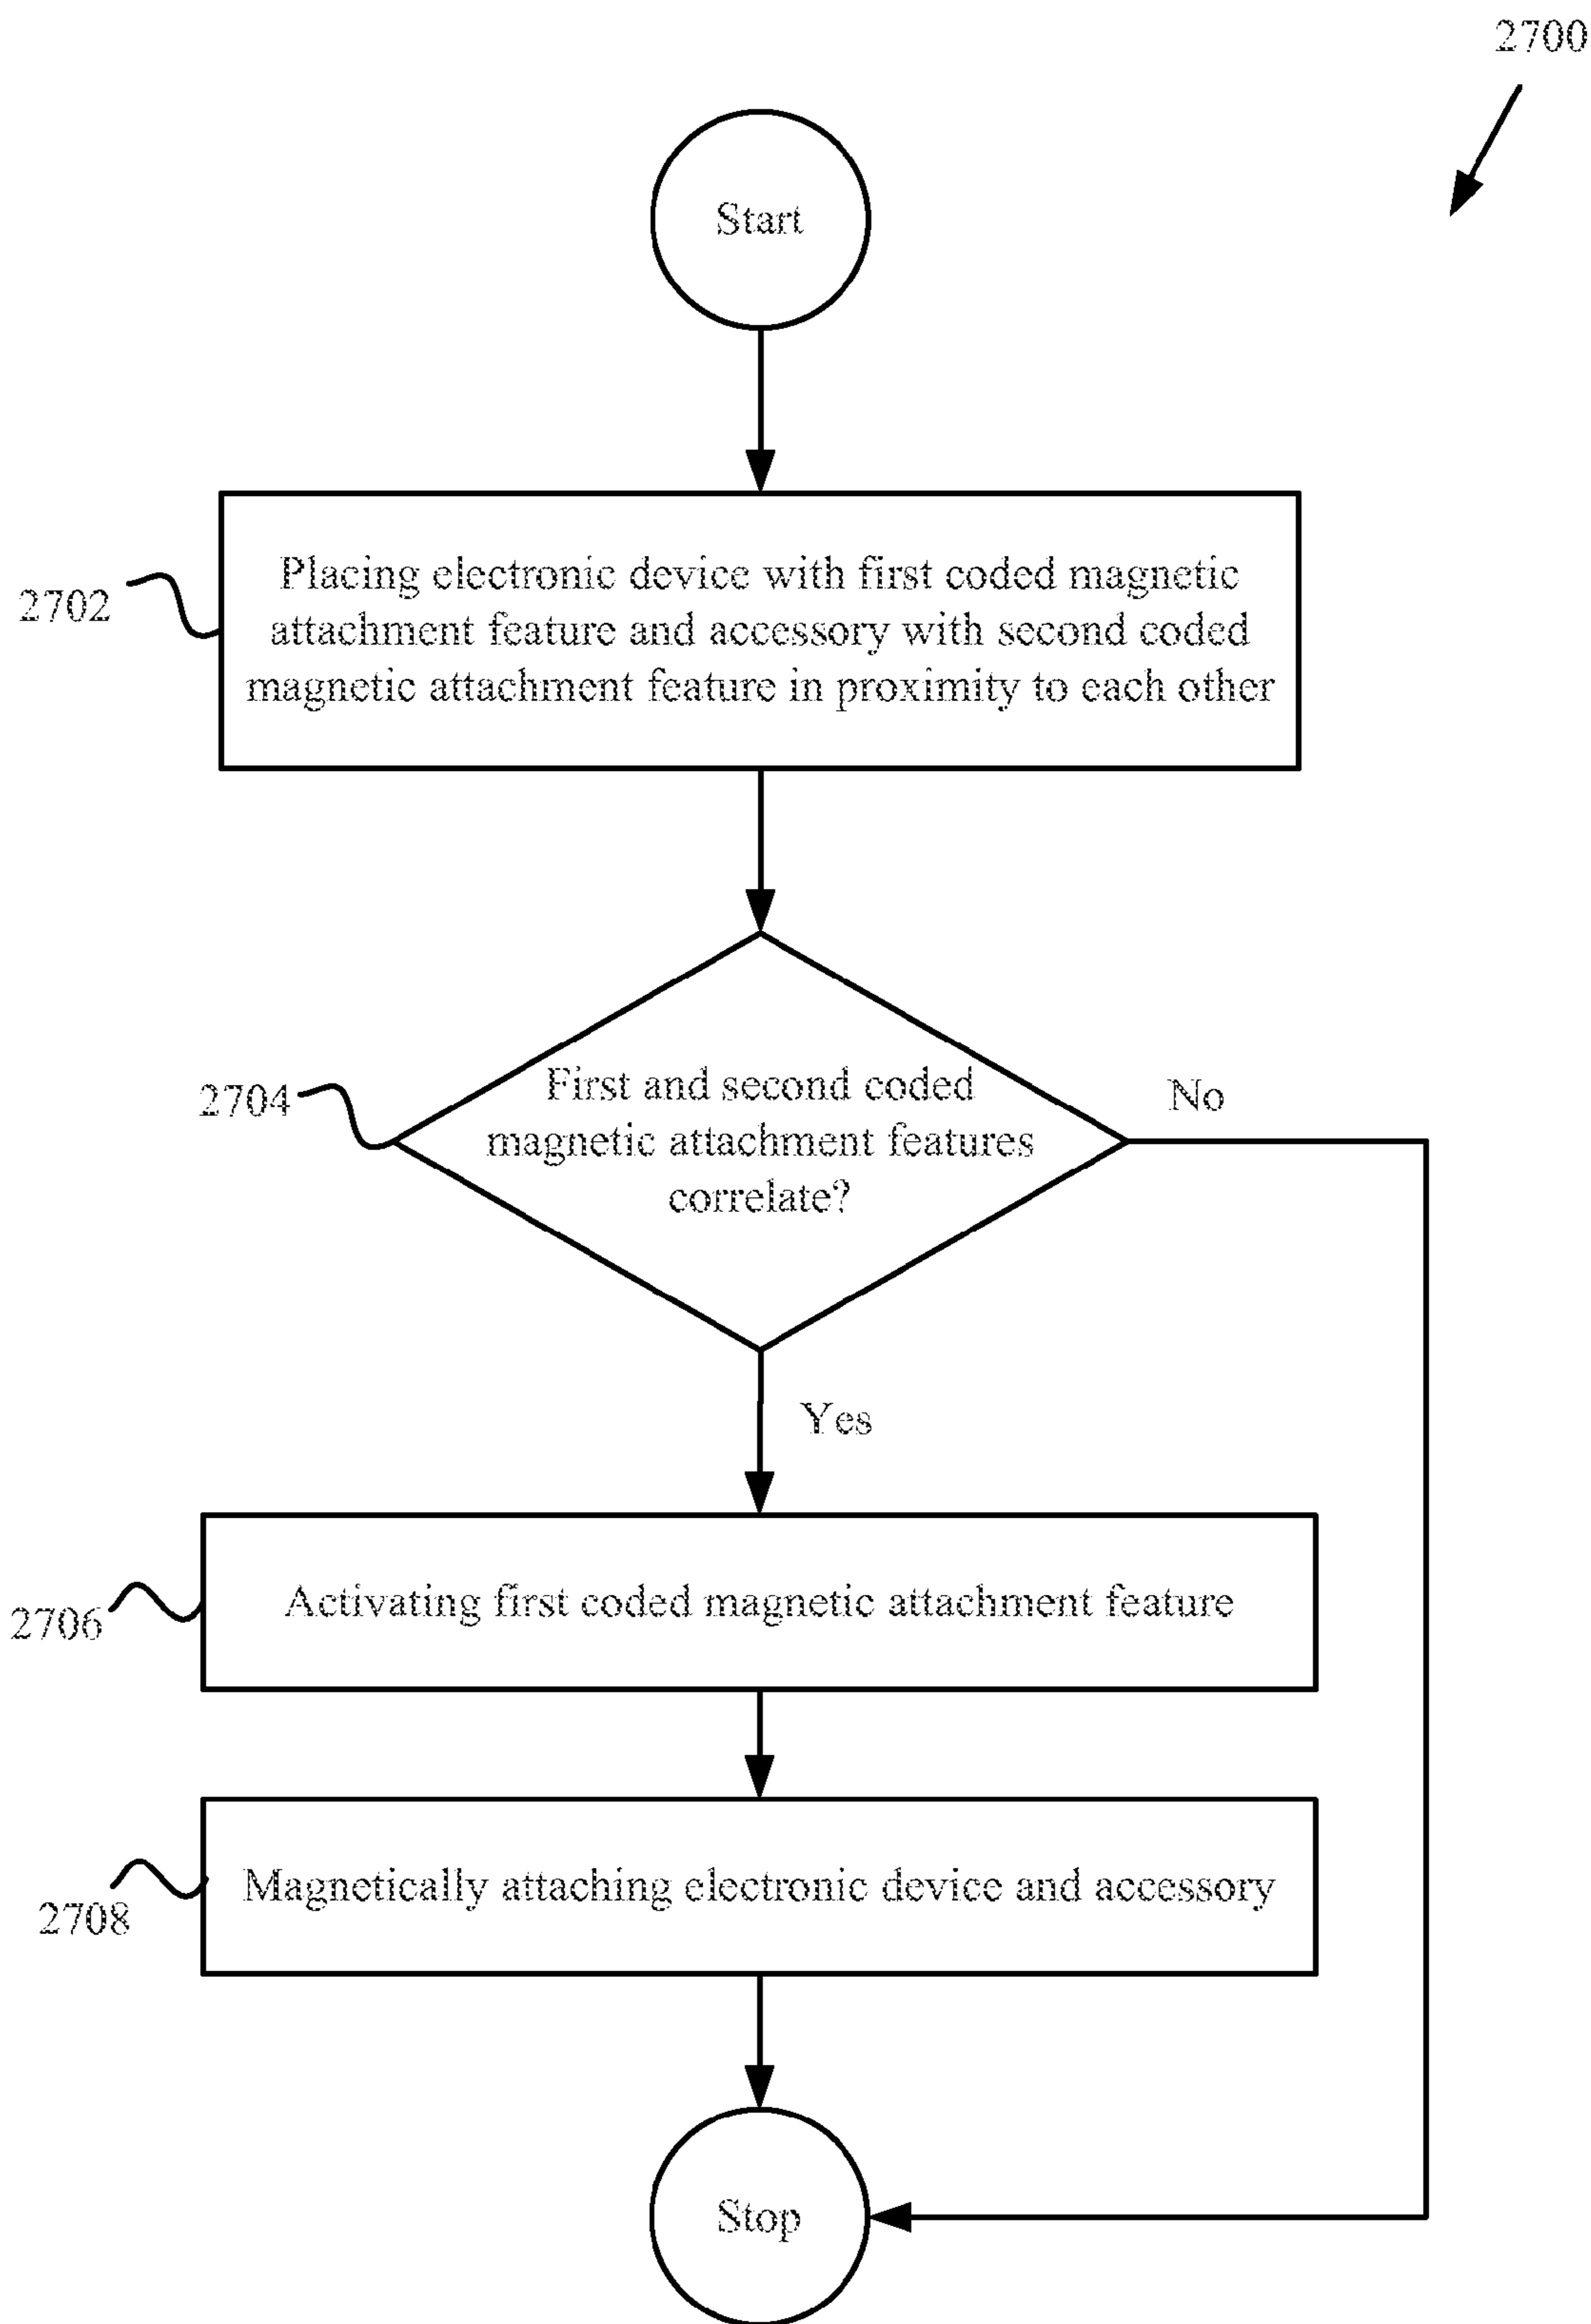 2700
Start
2702
Placing electronic device with first coded magnetic
attachment feature and accessory with second coded
magnetic attachment feature in proximity to each other
2704
First and second coded
magnetic attachment features
correlate?
No
Yes
2706
Activating first coded magnetic attachment feature
2708
Magnetically attaching electronic device and accessory
Stop